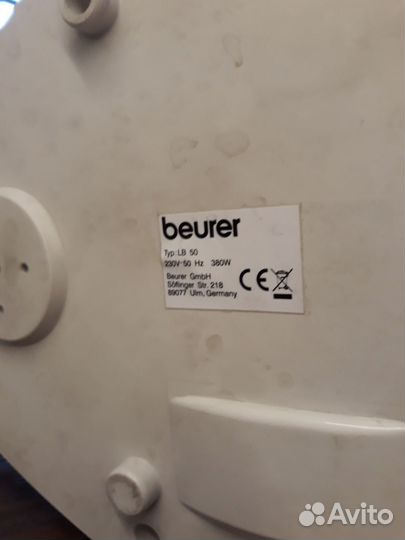 beurer
Typ: LB 50
230V~50 Hz 380W
Beurer GmbH
Söflinger Str. 218
89077 Ulm, Germany
CE
Avito